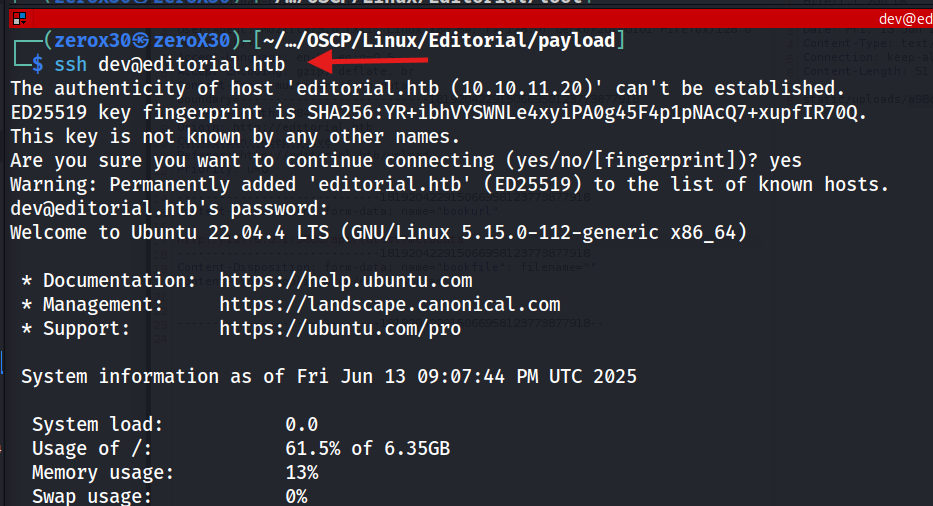 dev@ed
(zerox30㉿zeroX30)-[~/…/OSCP/Linux/Editorial/payload]
$ ssh dev@editorial.htb
The authenticity of host 'editorial.htb (10.10.11.20)' can't be established.
ED25519 key fingerprint is SHA256:YR+ibhVYSWNLe4xyiPA0g45F4p1pNAcQ7+xupfIR70Q.
This key is not known by any other names.
Are you sure you want to continue connecting (yes/no/[fingerprint])? yes
Warning: Permanently added 'editorial.htb' (ED25519) to the list of known hosts.
dev@editorial.htb's password:
Welcome to Ubuntu 22.04.4 LTS (GNU/Linux 5.15.0-112-generic x86_64)
* Documentation: https://help.ubuntu.com
* Management: https://landscape.canonical.com
* Support: https://ubuntu.com/pro
System information as of Fri Jun 13 09:07:44 PM UTC 2025
System load: 0.0
Usage of /: 61.5% of 6.35GB
Memory usage: 13%
Swap usage: 0%